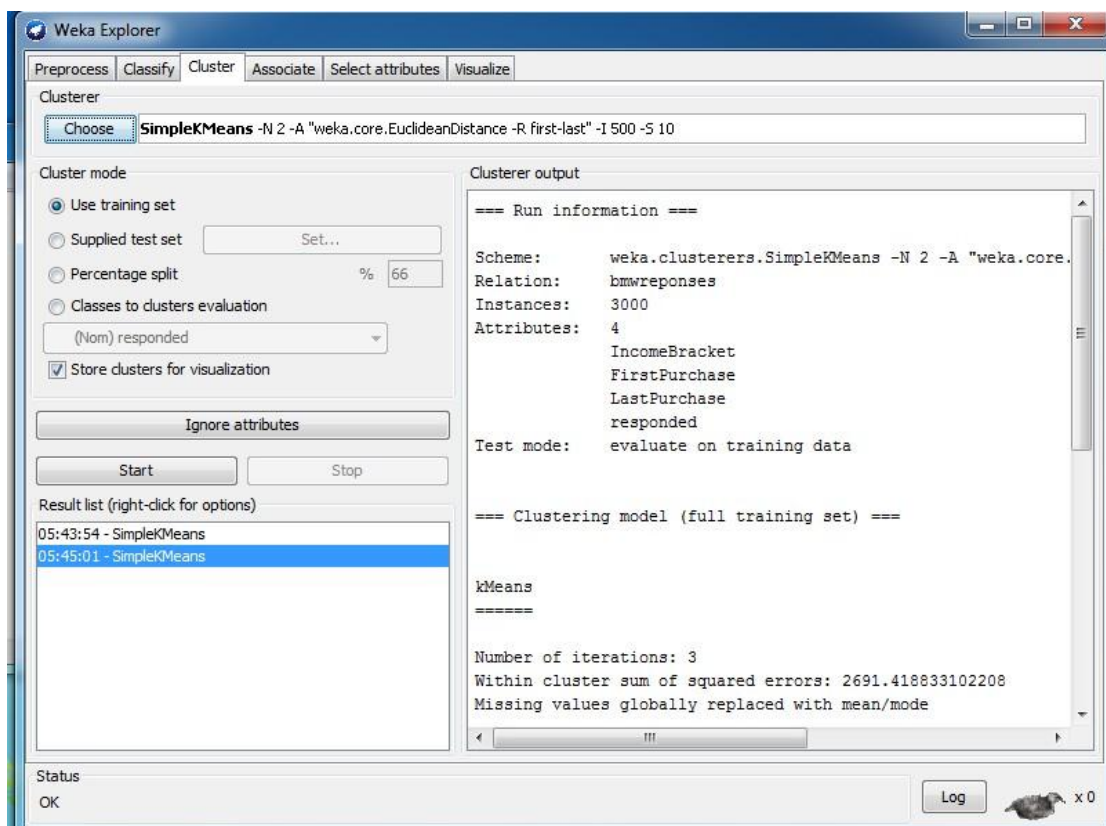 Weka Explorer
Preprocess Classify Cluster Associate Select attributes Visualize
Clusterer
Choose SimpleKMeans -N 2 -A "weka.core.EuclideanDistance -R first-last" -I 500 -S 10
Cluster mode
Use training set
Supplied test set Set...
Percentage split % 66
Classes to clusters evaluation
(Nom) responded
Store clusters for visualization
Ignore attributes
Start Stop
Result list (right-click for options)
05:43:54 - SimpleKMeans
05:45:01 - SimpleKMeans
Clusterer output
=== Run information ===
Scheme: weka.clusterers.SimpleKMeans -N 2 -A "weka.core.
Relation: bmwreponses
Instances: 3000
Attributes: 4
IncomeBracket
FirstPurchase
LastPurchase
responded
Test mode: evaluate on training data
=== Clustering model (full training set) ===
kMeans
======
Number of iterations: 3
Within cluster sum of squared errors: 2691.418833102208
Missing values globally replaced with mean/mode
Status
OK
Log x 0